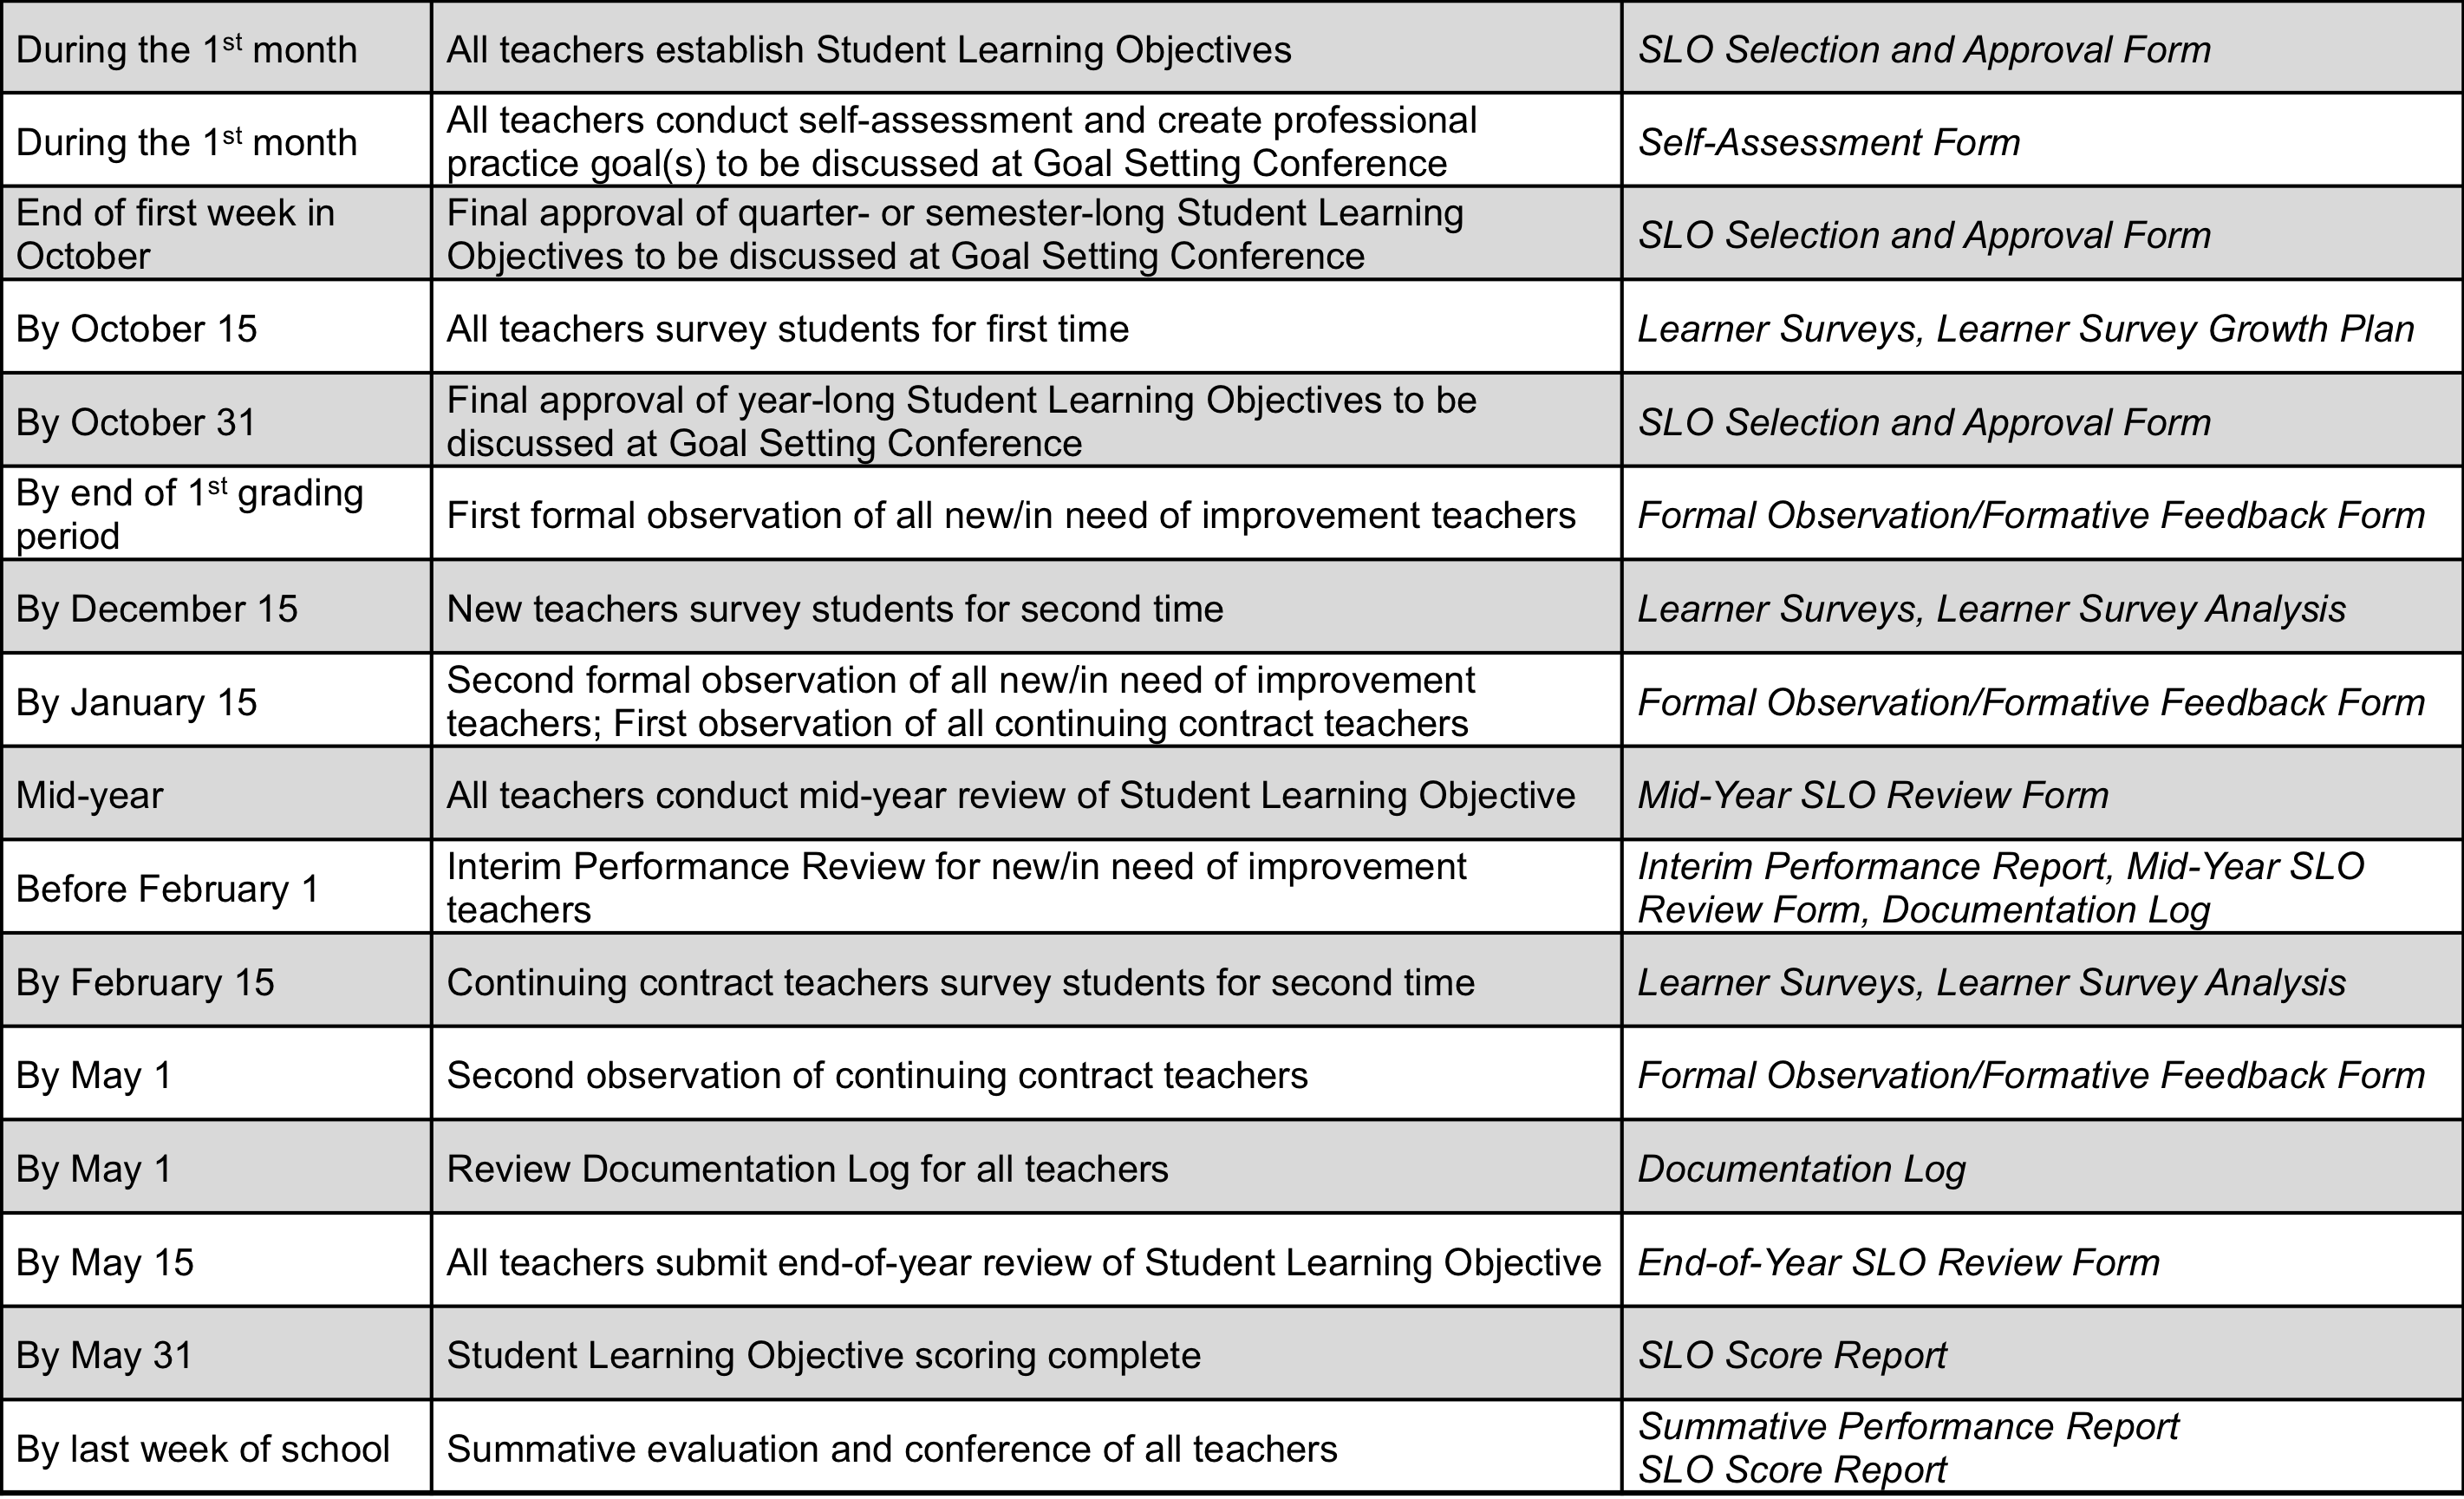 During the 1st month
All teachers establish Student Learning Objectives
SLO Selection and Approval Form
During the 1st month
All teachers conduct self-assessment and create professional
practice goal(s) to be discussed at Goal Setting Conference
Self-Assessment Form
End of first week in
October
Final approval of quarter- or semester-long Student Learning
Objectives to be discussed at Goal Setting Conference
SLO Selection and Approval Form
By October 15
All teachers survey students for first time
Learner Surveys, Learner Survey Growth Plan
By October 31
Final approval of year-long Student Learning Objectives to be
discussed at Goal Setting Conference
SLO Selection and Approval Form
By end of 1st grading
period
First formal observation of all new/in need of improvement teachers
Formal Observation/Formative Feedback Form
By December 15
New teachers survey students for second time
Learner Surveys, Learner Survey Analysis
By January 15
Second formal observation of all new/in need of improvement
teachers; First observation of all continuing contract teachers
Formal Observation/Formative Feedback Form
Mid-year
All teachers conduct mid-year review of Student Learning Objective
Mid-Year SLO Review Form
Before February 1
Interim Performance Review for new/in need of improvement
teachers
Interim Performance Report, Mid-Year SLO
Review Form, Documentation Log
By February 15
Continuing contract teachers survey students for second time
Learner Surveys, Learner Survey Analysis
By May 1
Second observation of continuing contract teachers
Formal Observation/Formative Feedback Form
By May 1
Review Documentation Log for all teachers
Documentation Log
By May 15
All teachers submit end-of-year review of Student Learning Objective
End-of-Year SLO Review Form
By May 31
Student Learning Objective scoring complete
SLO Score Report
By last week of school
Summative evaluation and conference of all teachers
Summative Performance Report
SLO Score Report